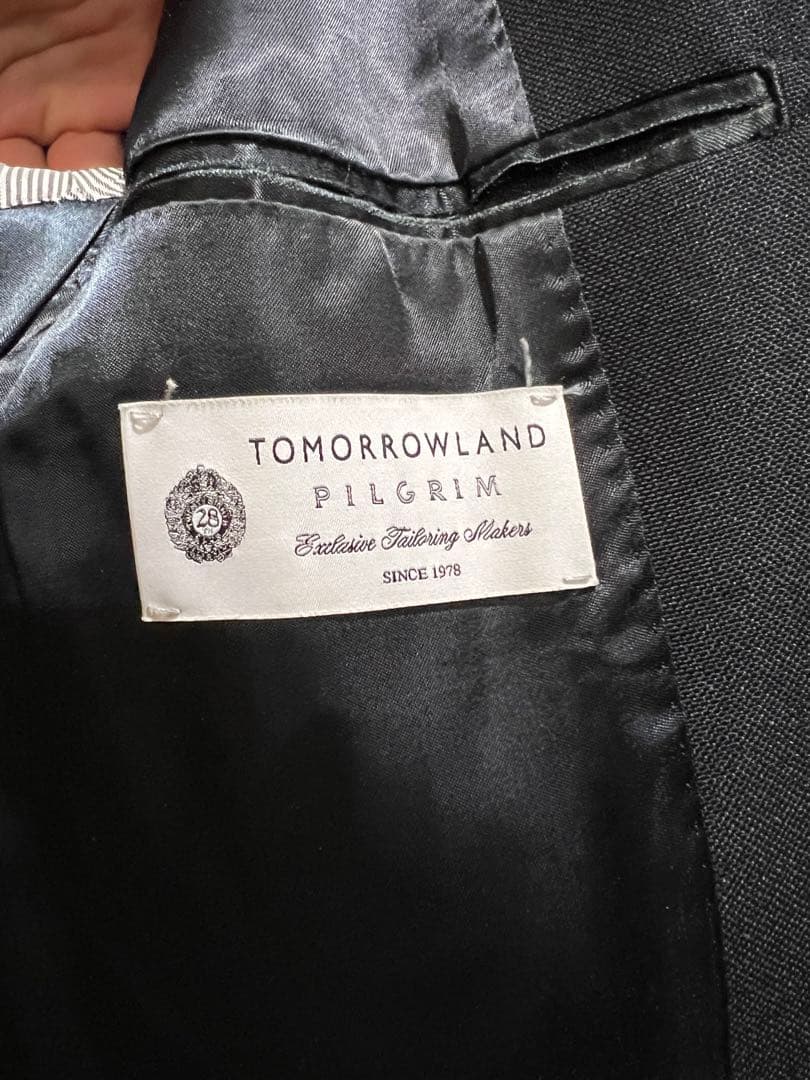 TOMORROWLAND
PILGRIM
28
Exclusive Tailoring Makers
SINCE 1978